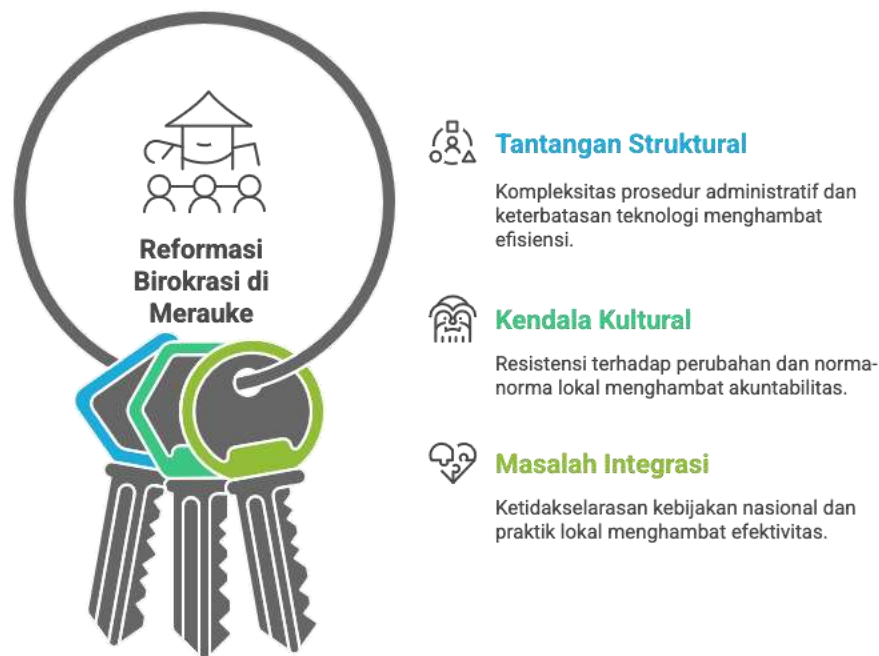 Reformasi
Birokrasi di
Merauke
Tantangan Struktural
Kompleksitas prosedur administratif dan
keterbatasan teknologi menghambat
efisiensi.
Kendala Kultural
Resistensi terhadap perubahan dan norma-
norma lokal menghambat akuntabilitas.
Masalah Integrasi
Ketidakselarasan kebijakan nasional dan
praktik lokal menghambat efektivitas.